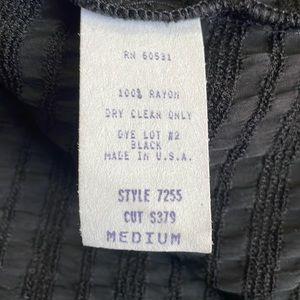 RN 60531
100% RAYON
DRY CLEAN ONLY
DYE LOT #2
BLACK
MADE IN U.S.A.
STYLE 7255
CUT S379
MEDIUM